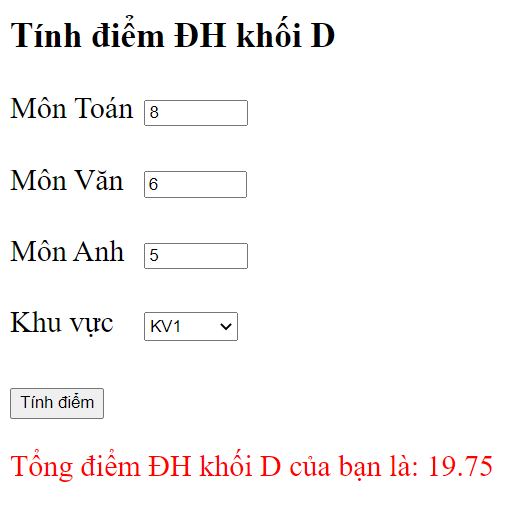 Tính điểm ĐH khối D
Môn Toán 8
Môn Văn 6
Môn Anh 5
Khu vực KV1
Tính điểm
Tổng điểm ĐH khối D của bạn là: 19.75